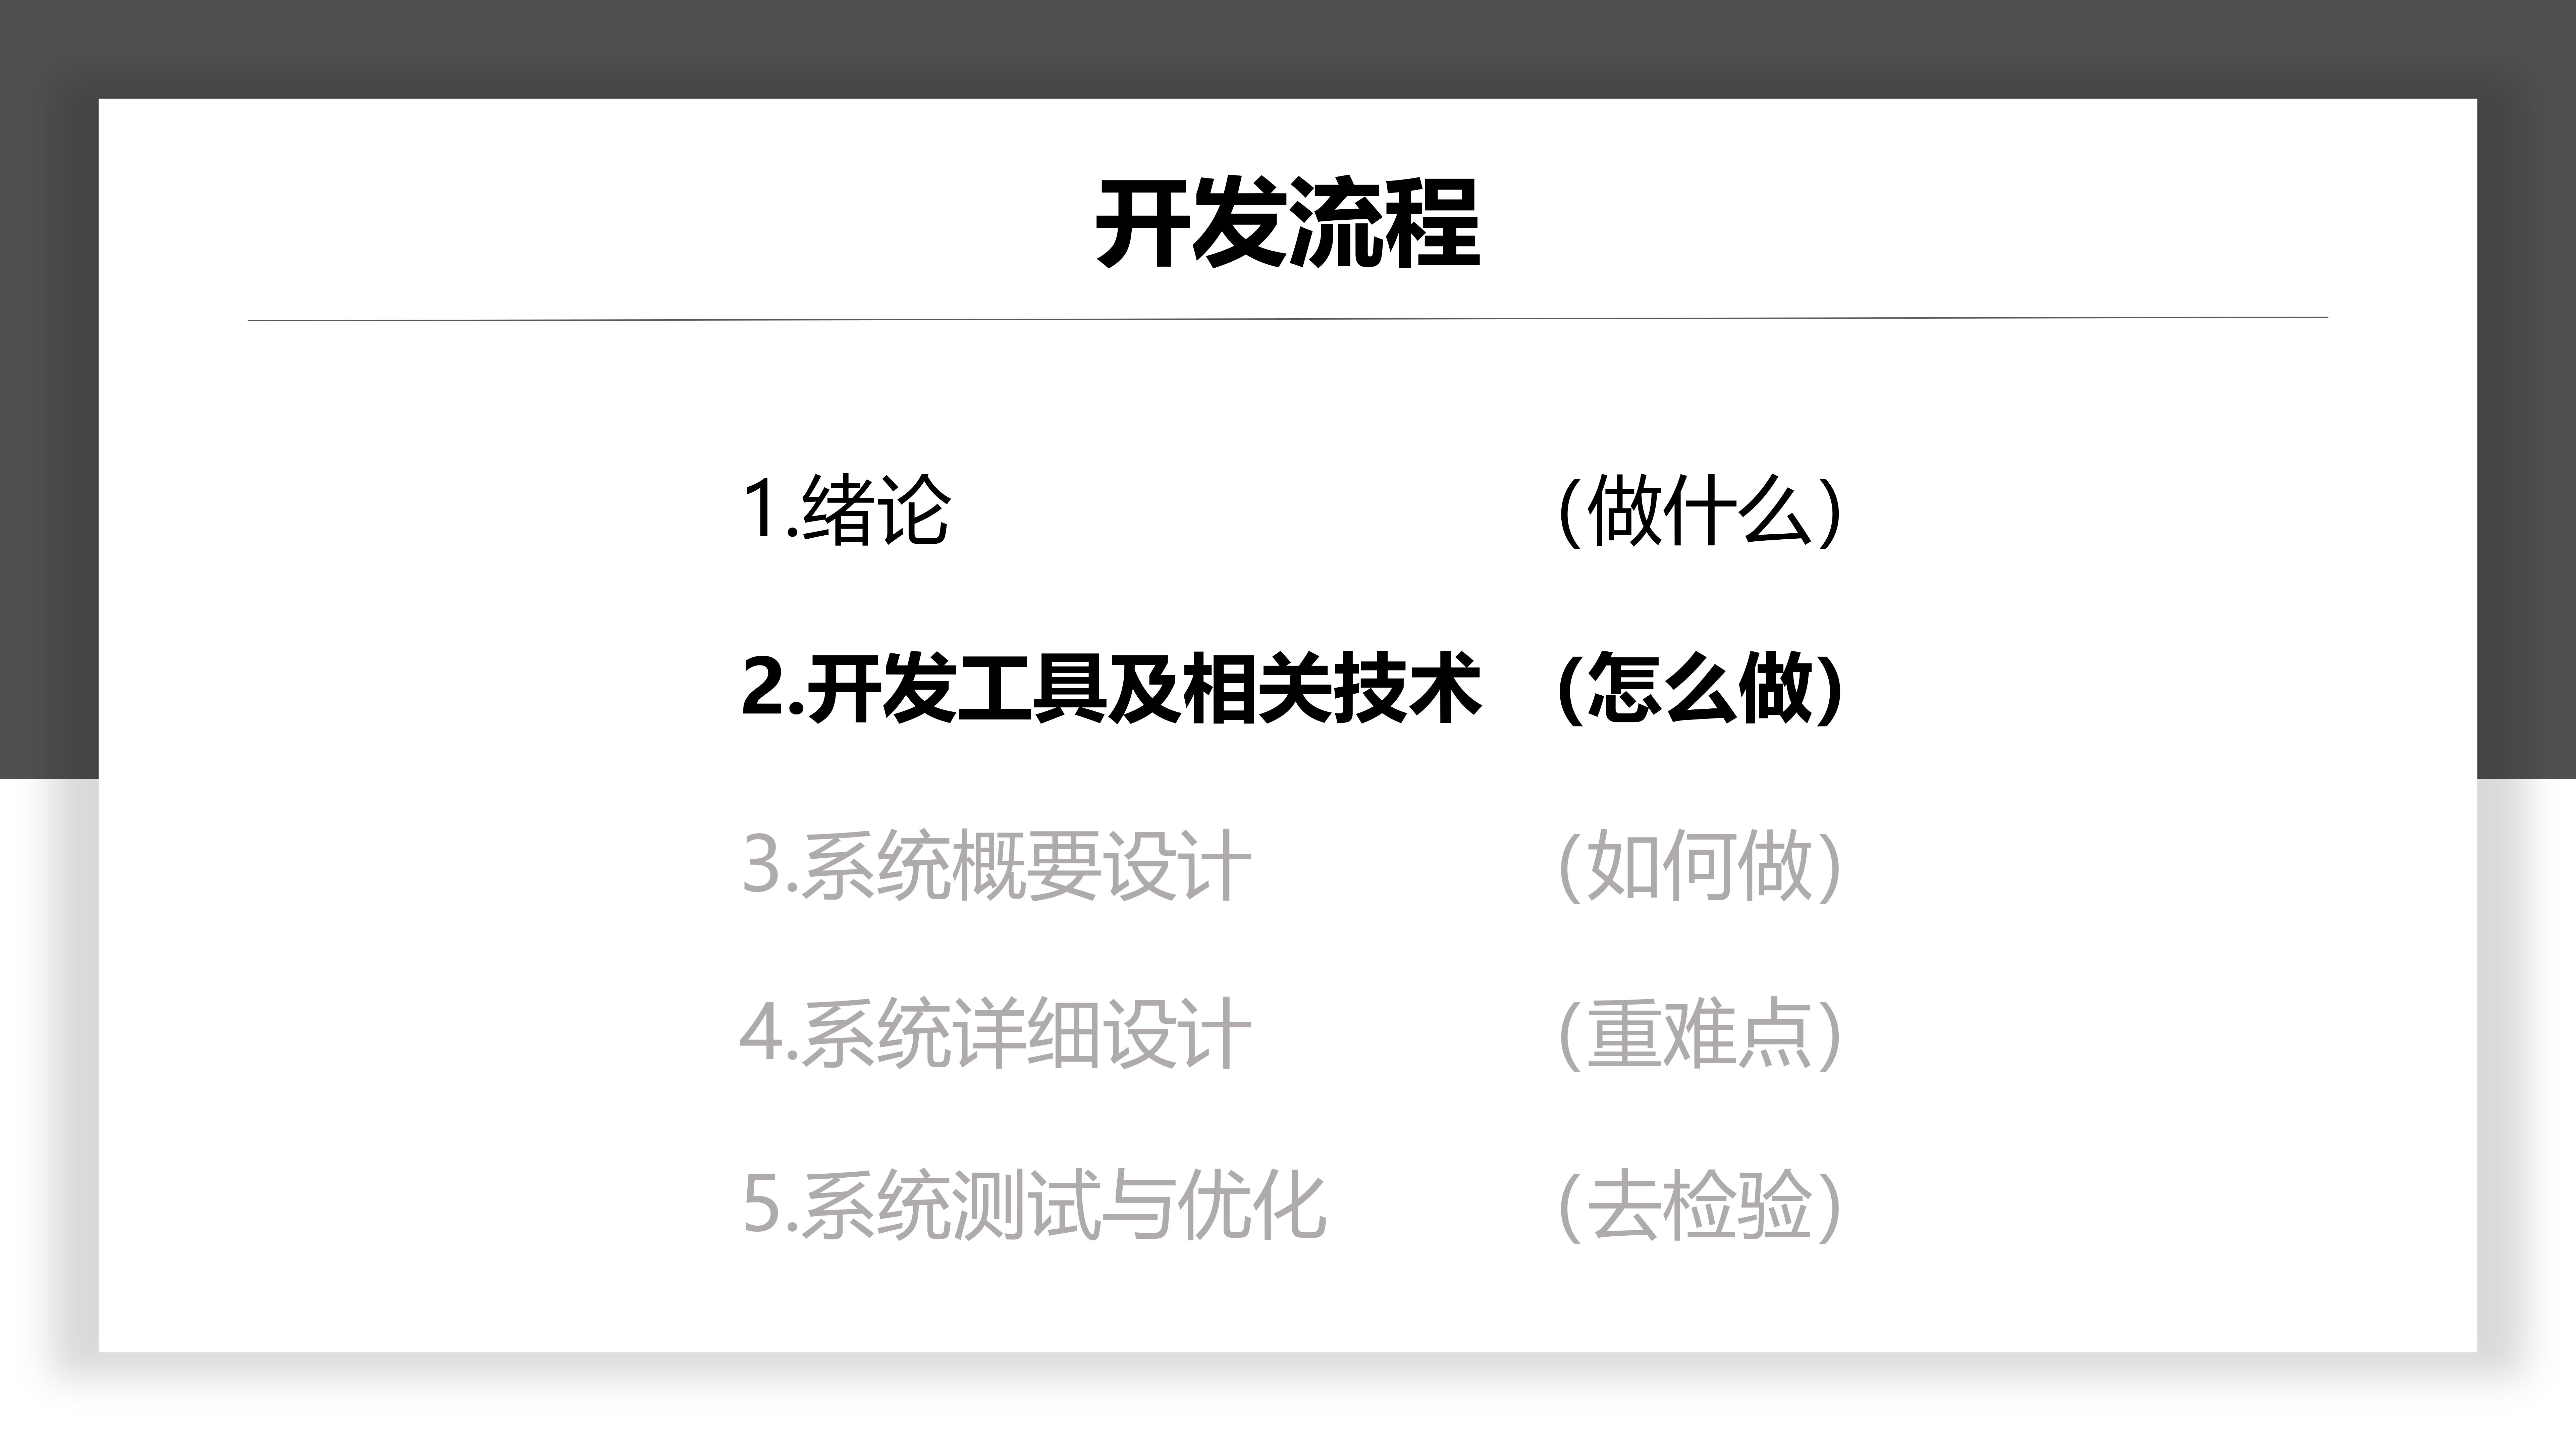 开发流程
1.绪论 (做什么)
2.开发工具及相关技术 (怎么做)
3.系统概要设计 (如何做)
4.系统详细设计 (重难点)
5.系统测试与优化 (去检验)